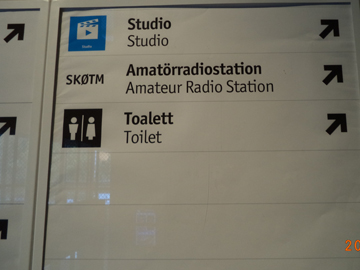 Studio
Studio
SKØTM
Amatörradiostation
Amateur Radio Station
Toalett
Toilet